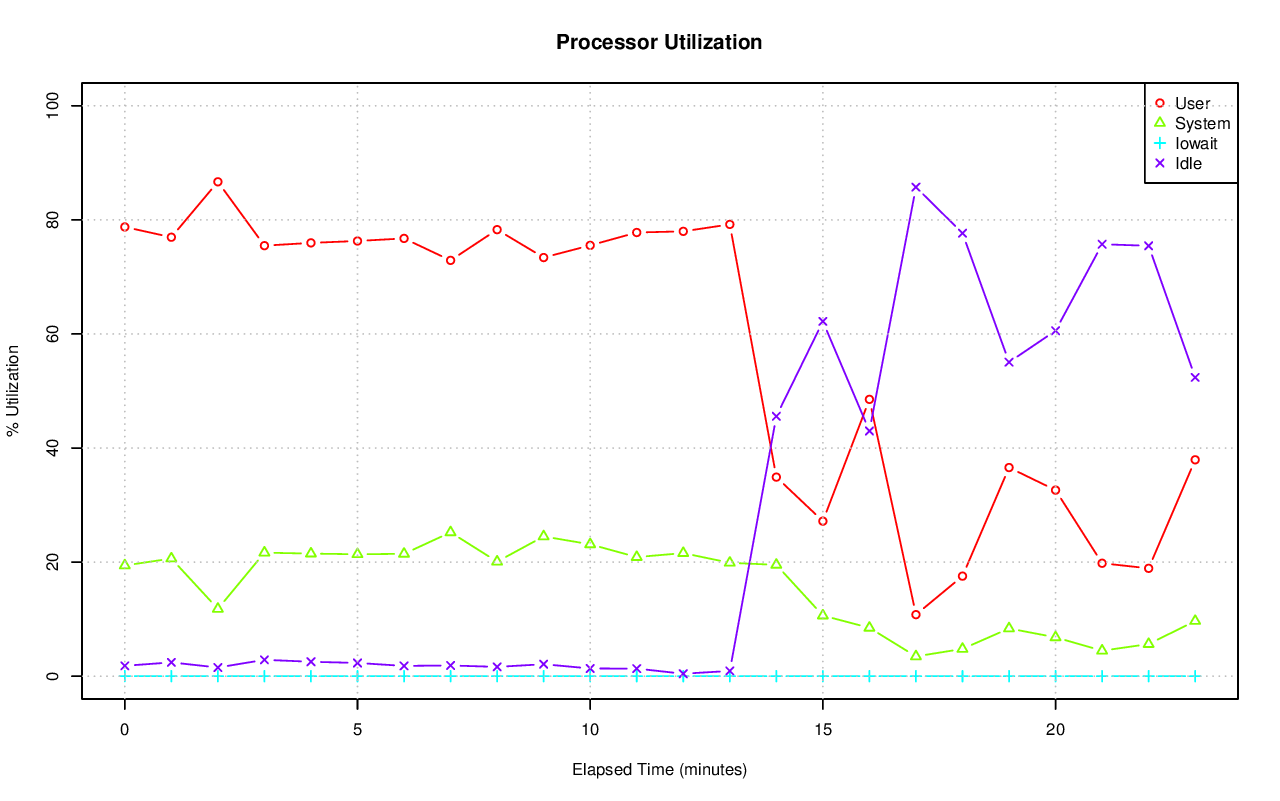 Processor Utilization
% Utilization
100
80
60
40
20
0
User
System
Iowait
Idle
0 5 10 15 20
Elapsed Time (minutes)